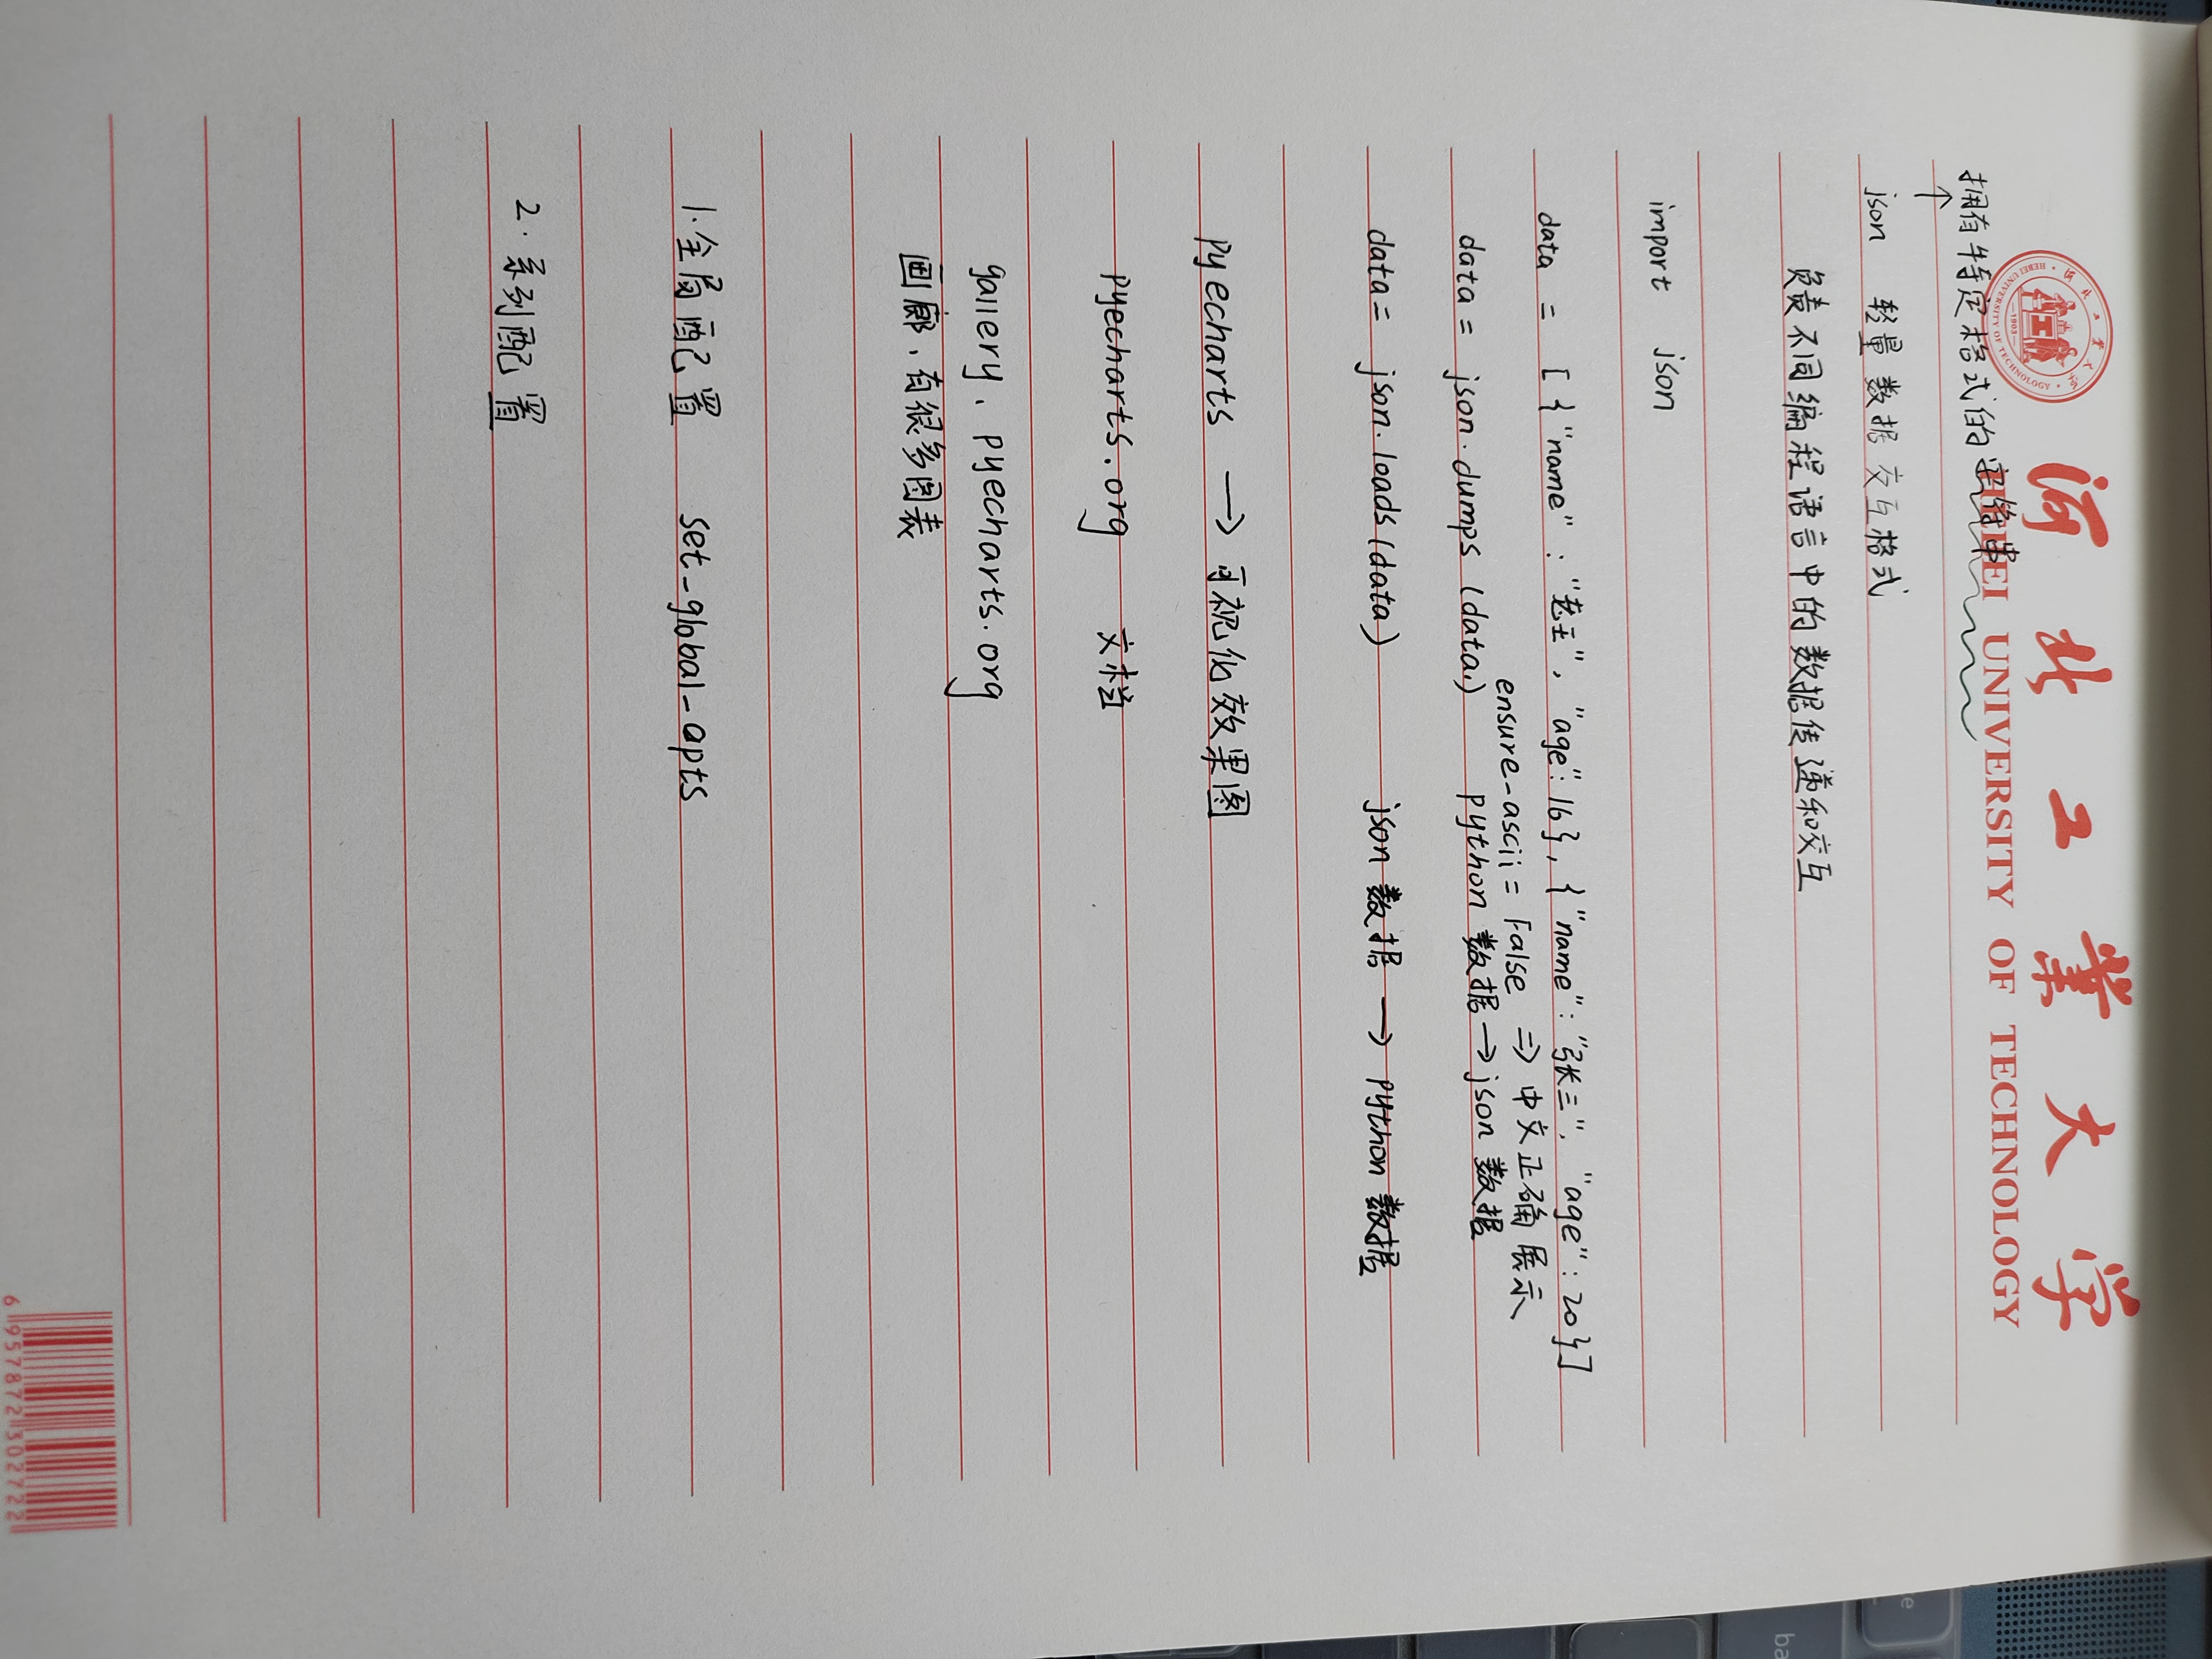 河北工業大学
HEBEI UNIVERSITY OF TECHNOLOGY
河北工业大学
HEBEI UNIVERSITY OF TECHNOLOGY
1903
拥有特定格式的字符串
↑
json 轻量数据交互格式
负责不同编程语言中的数据传递和交互
import json
data = [{"name" : "老王", "age": 16}, {"name": "张三", "age": 20}]
ensure-ascii = False => 中文正确展示
data = json.dumps (data,) python 数据→json 数据
data = json.loads (data) json 数据 → python 数据
pyecharts → 可视化效果图
pyecharts.org 文档
gallery. pyecharts.org
画廊,有很多图表
1.全局配置 set_global_opts
2.系列配置
6 957872 302722